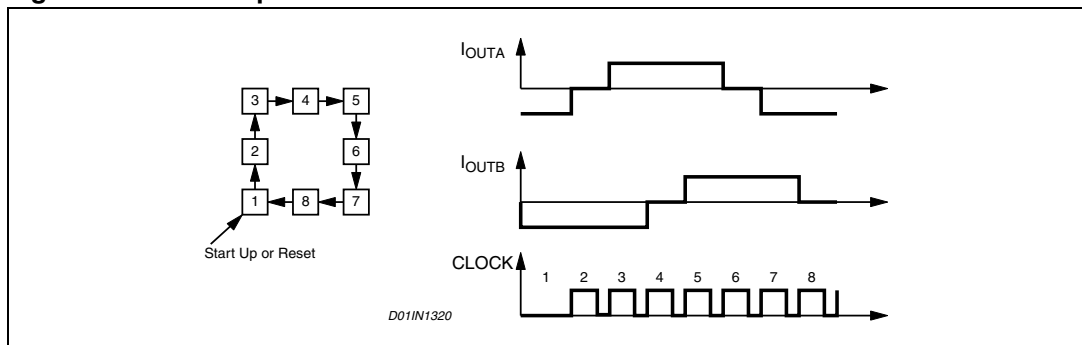 IOUTA
3 4 5
2 6
1 8 7
Start Up or Reset
IOUTB
CLOCK
1 2 3 4 5 6 7 8
D01IN1320